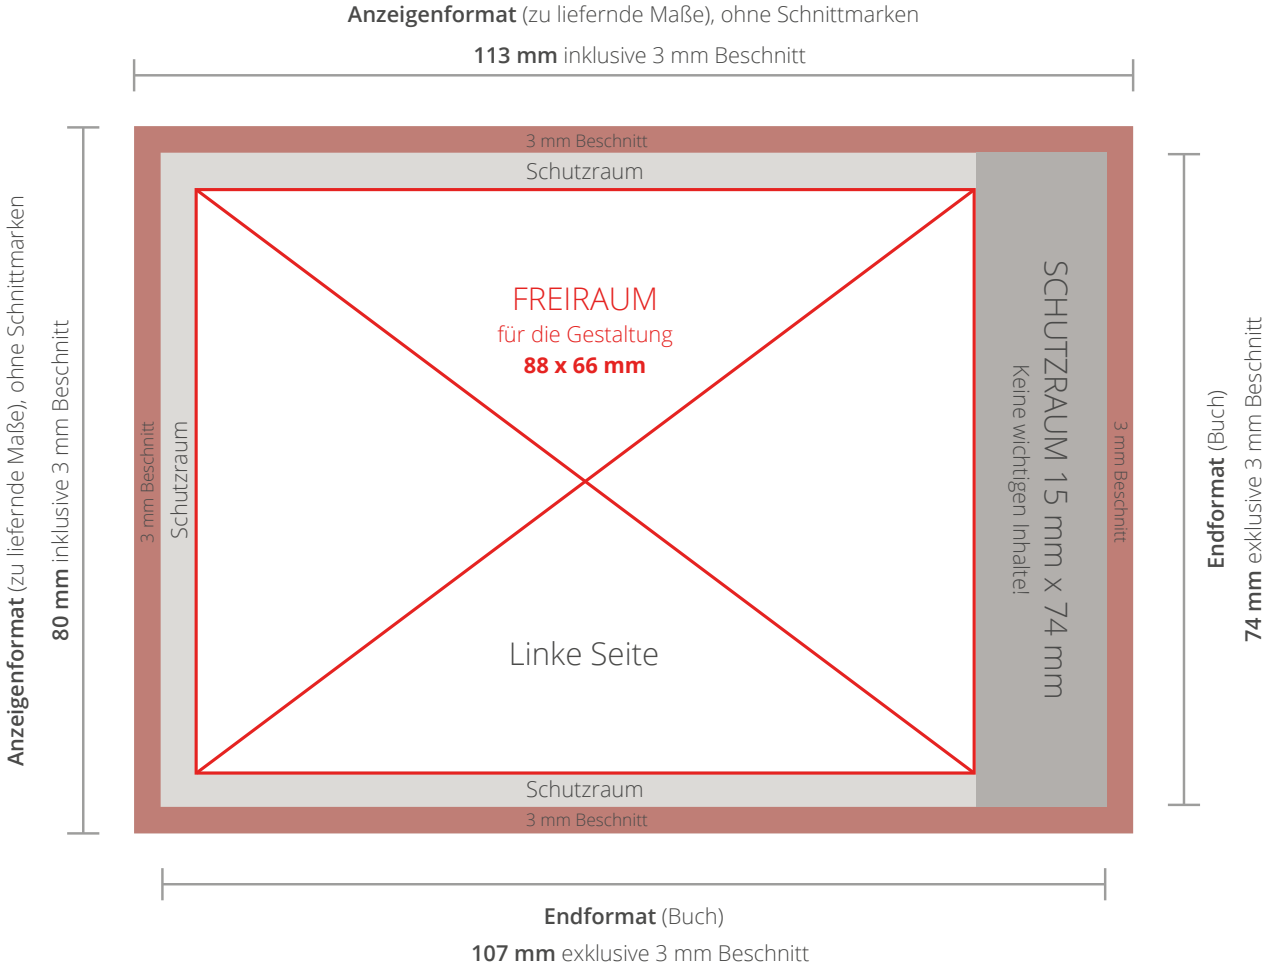 Anzeigenformat (zu liefernde Maße), ohne Schnittmarken
113 mm inklusive 3 mm Beschnitt
3 mm Beschnitt
Schutzraum
Anzeigenformat (zu liefernde Maße), ohne Schnittmarken
80 mm inklusive 3 mm Beschnitt
3 mm Beschnitt
Schutzraum
FREIRAUM
für die Gestaltung
88 x 66 mm
Linke Seite
SCHUTZRAUM 15 mm x 74 mm
Keine wichtigen Inhalte!
3 mm Beschnitt
Endformat (Buch)
74 mm exklusive 3 mm Beschnitt
Schutzraum
3 mm Beschnitt
Endformat (Buch)
107 mm exklusive 3 mm Beschnitt